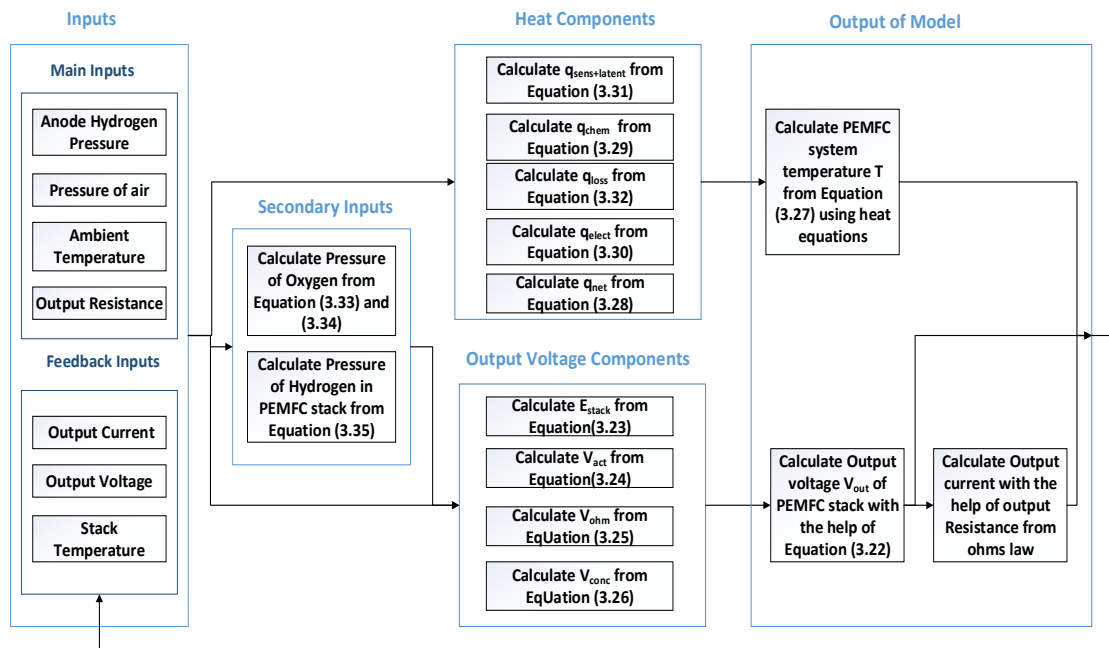 Inputs
Main Inputs
Anode Hydrogen
Pressure
Pressure of air
Ambient
Temperature
Output Resistance
Feedback Inputs
Output Current
Output Voltage
Stack
Temperature
Secondary Inputs
Calculate Pressure
of Oxygen from
Equation (3.33) and
(3.34)
Calculate Pressure
of Hydrogen in
PEMFC stack from
Equation (3.35)
Heat Components
Calculate qsens+latent from
Equation (3.31)
Calculate qchem from
Equation (3.29)
Calculate qloss from
Equation (3.32)
Calculate qelect from
Equation (3.30)
Calculate qnet from
Equation (3.28)
Output Voltage Components
Calculate Estack from
Equation(3.23)
Calculate Vact from
Equation(3.24)
Calculate Vohm from
EqUation (3.25)
Calculate Vconc from
EqUation (3.26)
Output of Model
Calculate PEMFC
system
temperature T
from Equation
(3.27) using heat
equations
Calculate Output
voltage Vout of
PEMFC stack with
the help of
Equation (3.22)
Calculate Output
current with the
help of output
Resistance from
ohms law